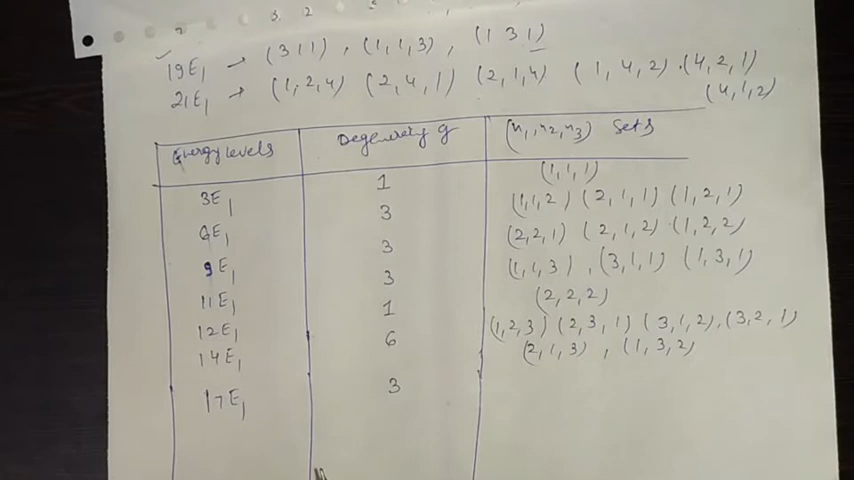 19E1 → (3 1 1) , (1, 1, 3) , (1 3 1)
21E1 → (1, 2, 4) (2, 4, 1) (2, 1, 4) (1, 4, 2) . (4, 2, 1)
(4, 1, 2)
Energy levels Degeneracy g (n1, n2, n3) sets
3E1 1 (1, 1, 1)
6E1 3 (1, 1, 2) (2, 1, 1) (1, 2, 1)
9E1 3 (2, 2, 1) (2, 1, 2) (1, 2, 2)
11E1 3 (1, 1, 3) , (3, 1, 1) (1, 3, 1)
12E1 1 (2, 2, 2)
14E1 6 (1, 2, 3) (2, 3, 1) (3, 1, 2), (3, 2, 1)
(2, 1, 3) , (1, 3, 2)
17E1 3